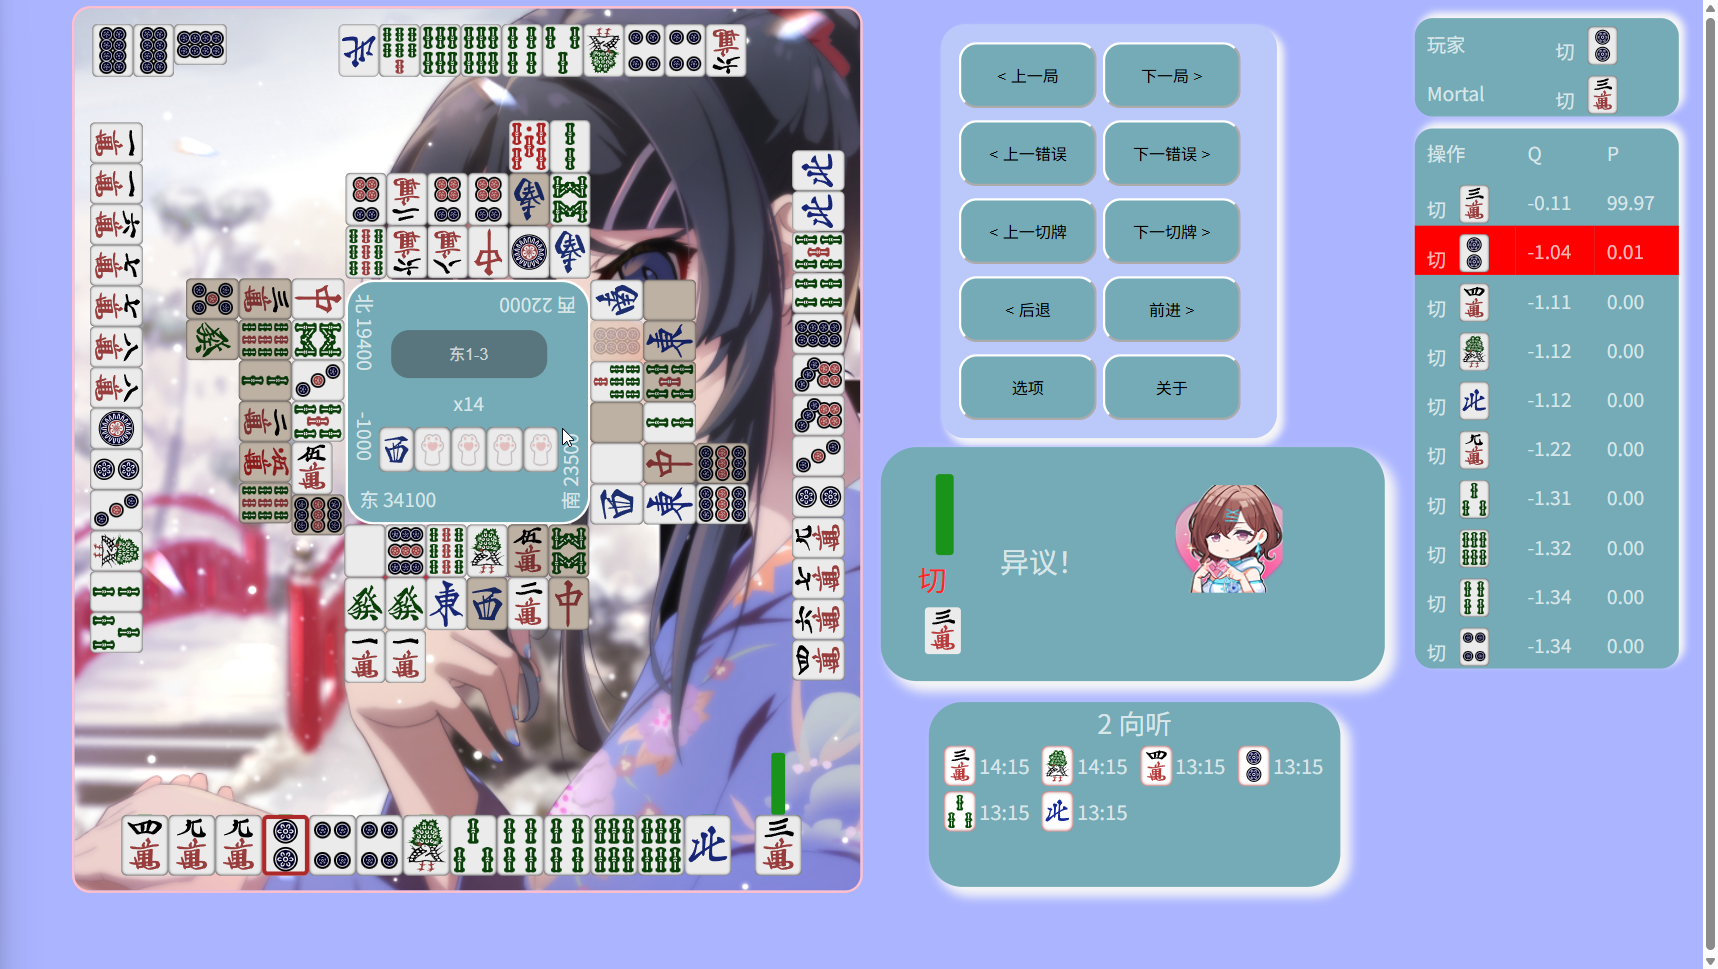 北 19400
-1000
西 22000
东1-3
x14
东 34100
南 23500
< 上一局
下一局 >
< 上一错误
下一错误 >
< 上一切牌
下一切牌 >
< 后退
前进 >
选项
关于
切
异议！
2 向听
14:15 14:15 13:15 13:15
13:15 13:15
玩家 切
Mortal 切
操作 Q P
切 -0.11 99.97
切 -1.04 0.01
切 -1.11 0.00
切 -1.12 0.00
切 -1.12 0.00
切 -1.22 0.00
切 -1.31 0.00
切 -1.32 0.00
切 -1.34 0.00
切 -1.34 0.00